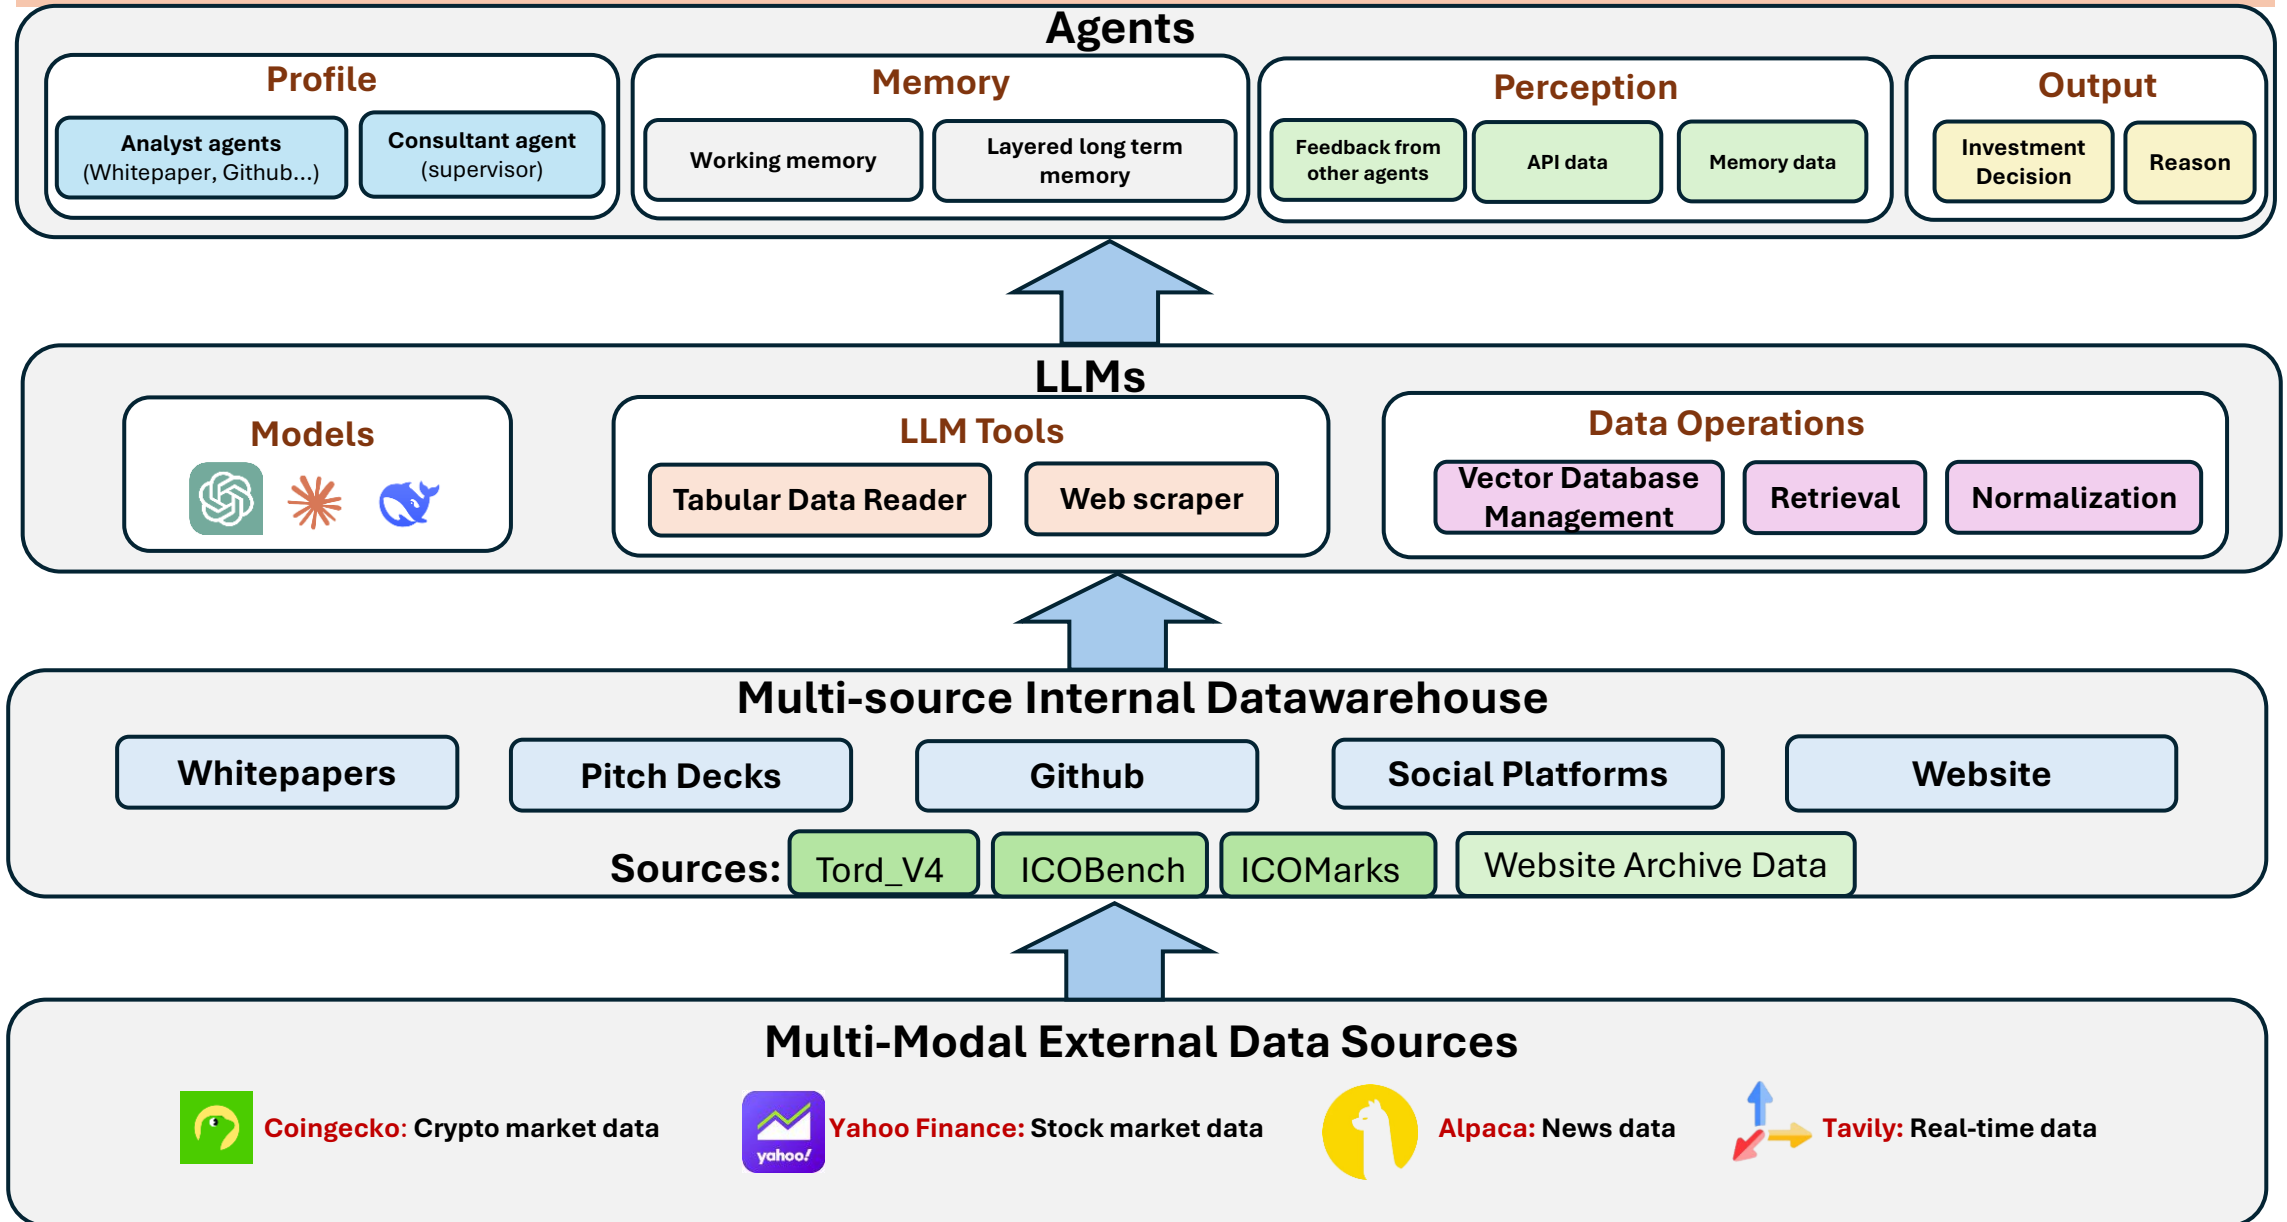 Agents
Profile
Analyst agents
(Whitepaper, Github...)
Consultant agent
(supervisor)
Memory
Working memory
Layered long term
memory
Perception
Feedback from
other agents
API data
Memory data
Output
Investment
Decision
Reason
LLMs
Models
LLM Tools
Tabular Data Reader
Web scraper
Data Operations
Vector Database
Management
Retrieval
Normalization
Multi-source Internal Datawarehouse
Whitepapers
Pitch Decks
Github
Social Platforms
Website
Sources:
Tord_V4
ICOBench
ICOMarks
Website Archive Data
Multi-Modal External Data Sources
Coingecko: Crypto market data
yahoo!
Yahoo Finance: Stock market data
Alpaca: News data
Tavily: Real-time data